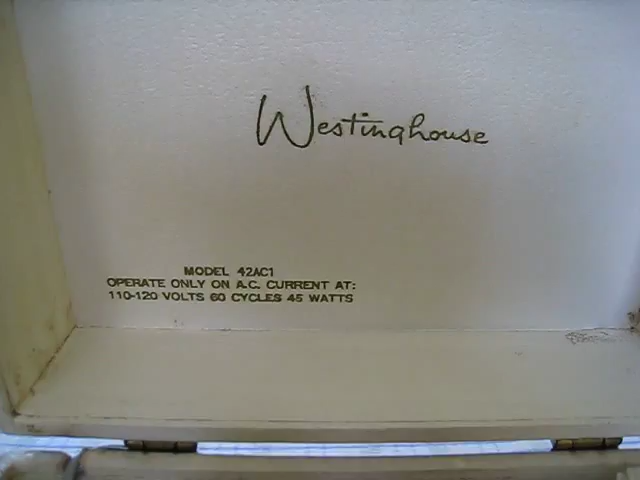 Westinghouse
MODEL 42AC1
OPERATE ONLY ON A.C. CURRENT AT:
110-120 VOLTS 60 CYCLES 45 WATTS